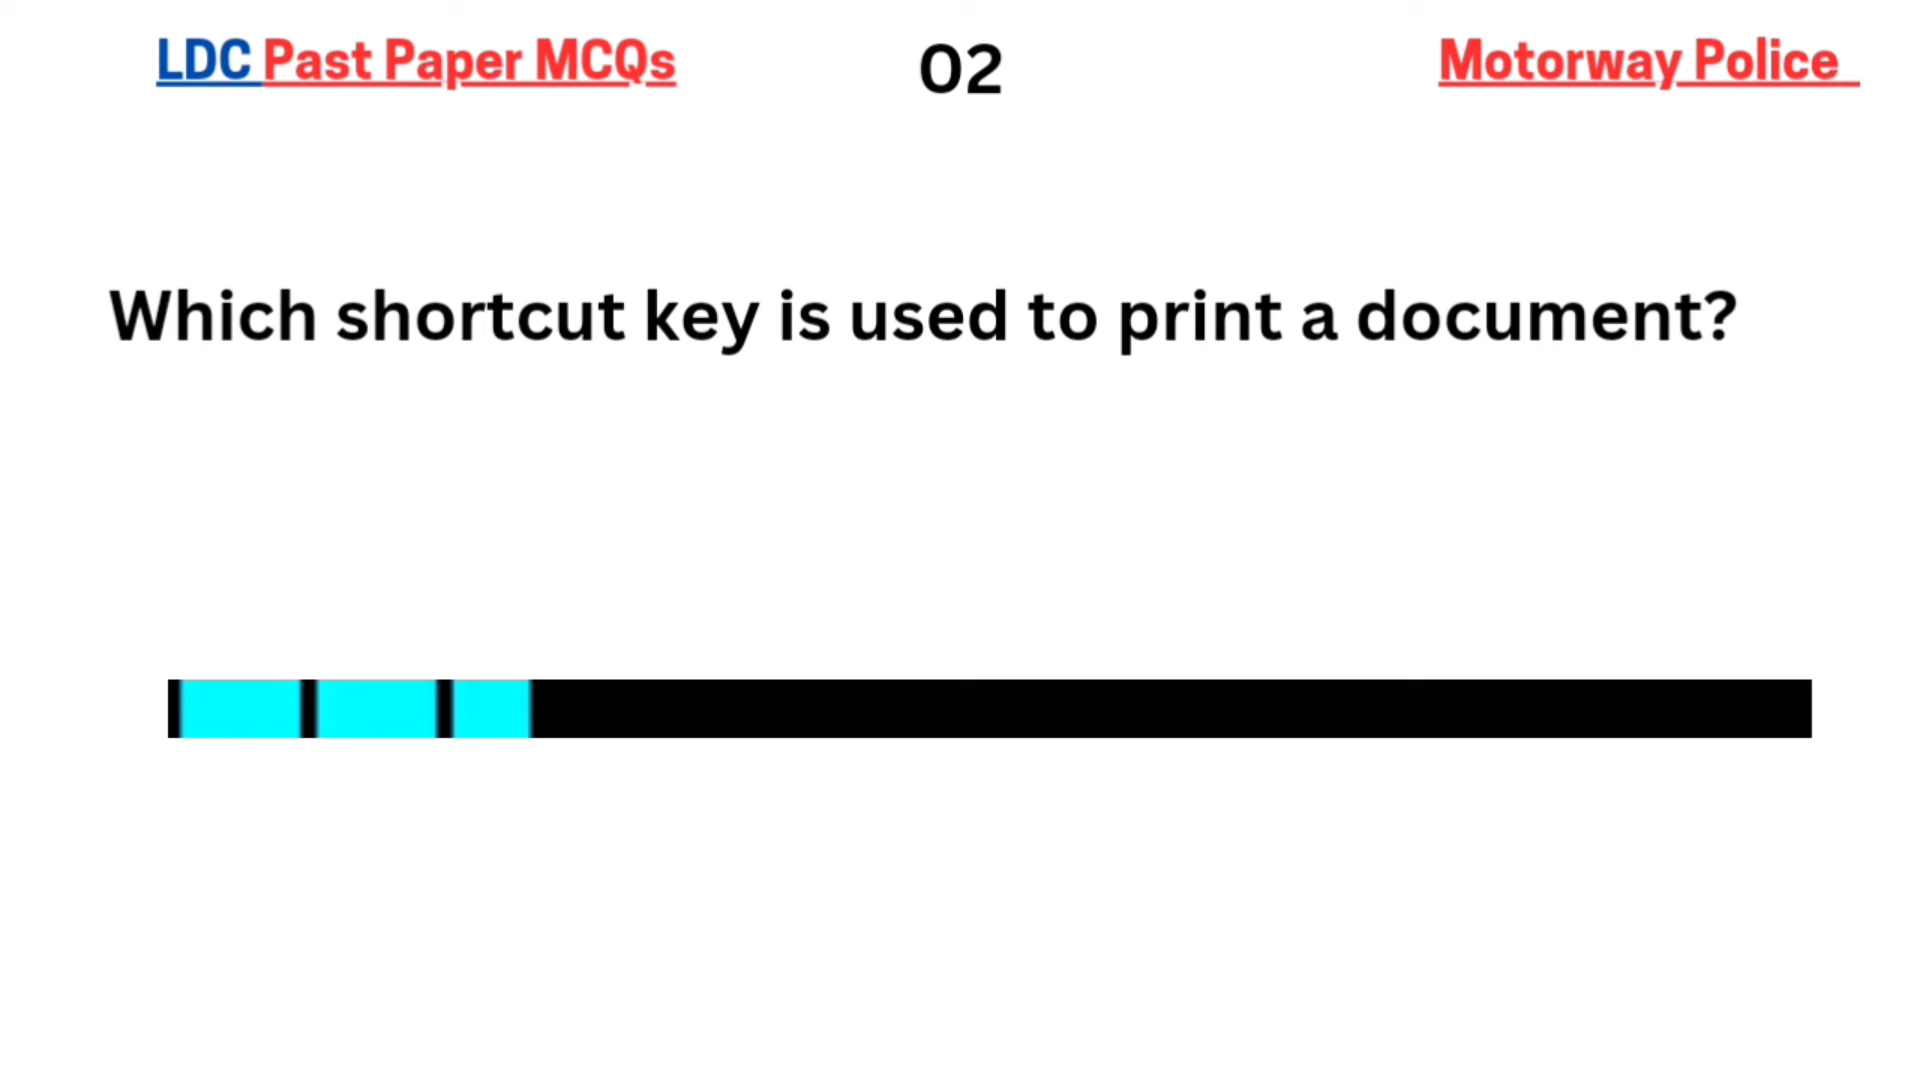 LDC Past Paper MCQs
02
Motorway Police
Which shortcut key is used to print a document?